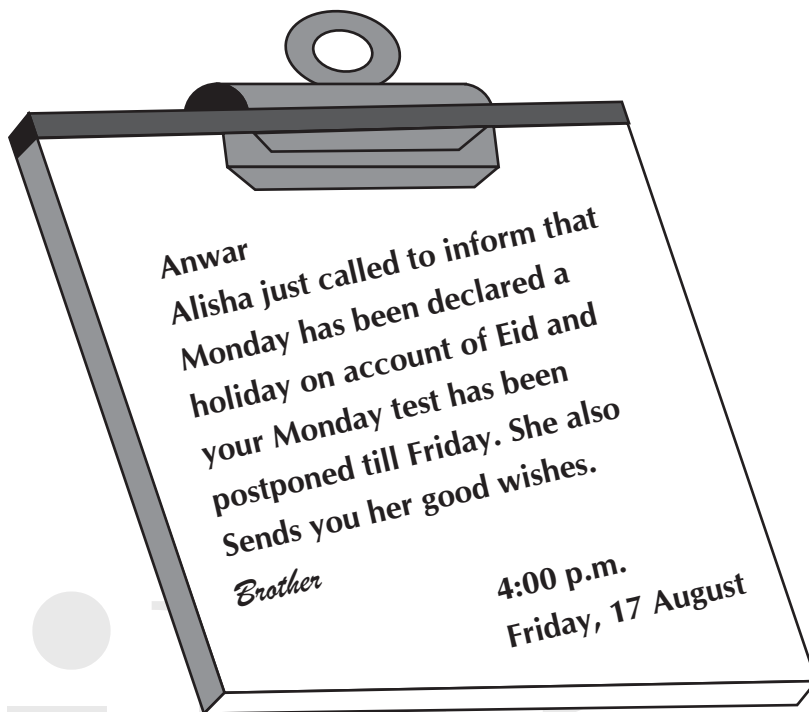 Anwar
Alisha just called to inform that
Monday has been declared a
holiday on account of Eid and
your Monday test has been
postponed till Friday. She also
Sends you her good wishes.
Brother
4:00 p.m.
Friday, 17 August